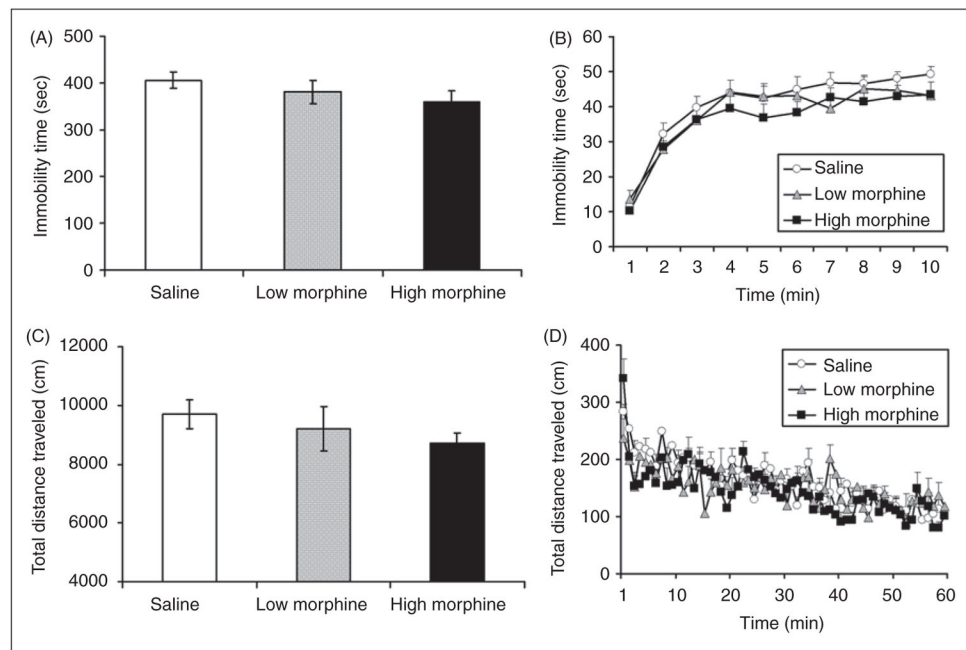 (A)
Immobility time (sec)
500
400
300
200
100
0
Saline Low morphine High morphine
(B)
Immobility time (sec)
60
50
40
30
20
10
0
Saline
Low morphine
High morphine
1 2 3 4 5 6 7 8 9 10
Time (min)
(C)
Total distance traveled (cm)
12000
10000
8000
6000
4000
Saline Low morphine High morphine
(D)
Total distance traveled (cm)
400
300
200
100
0
Saline
Low morphine
High morphine
1 10 20 30 40 50 60
Time (min)